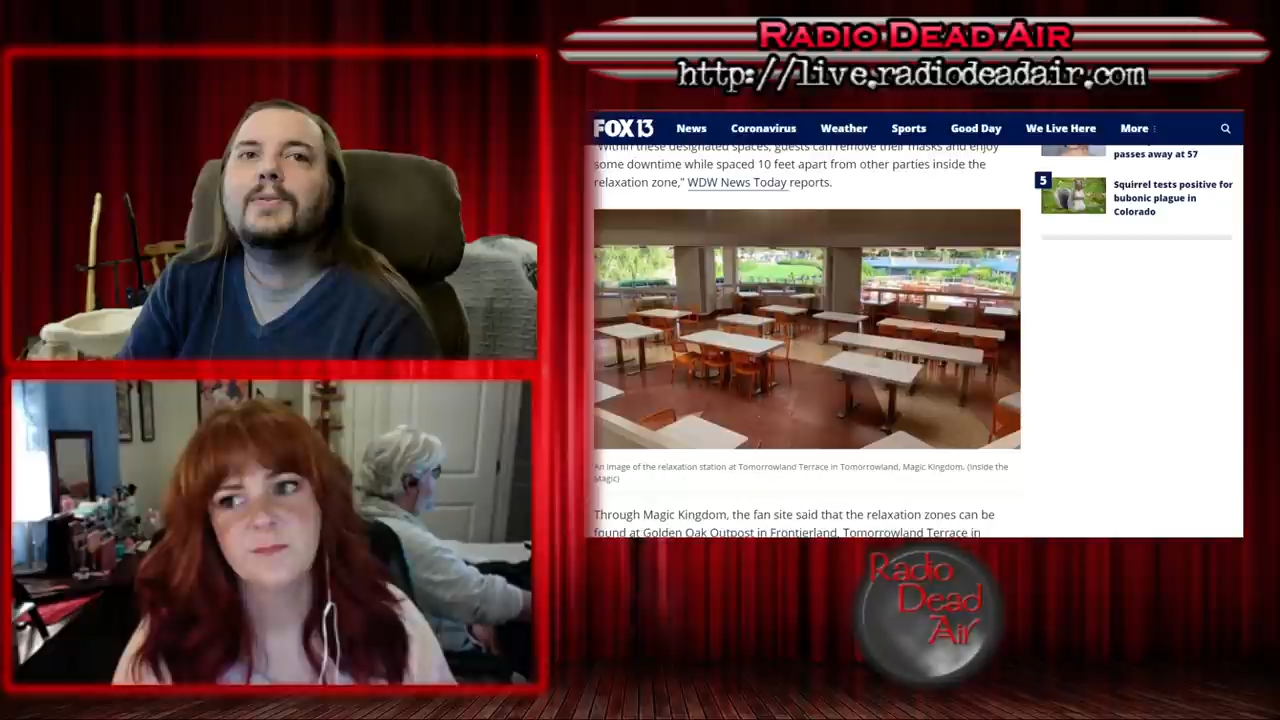 RADIO DEAD AIR
http://live.radiodeadair.com
FOX 13 News Coronavirus Weather Sports Good Day We Live Here More
"Within these designated spaces, guests can remove their masks and enjoy
some downtime while spaced 10 feet apart from other parties inside the
relaxation zone," WDW News Today reports.
passes away at 57
5
Squirrel tests positive for
bubonic plague in
Colorado
An image of the relaxation station at Tomorrowland Terrace in Tomorrowland, Magic Kingdom. (Inside the
Magic)
Through Magic Kingdom, the fan site said that the relaxation zones can be
found at Golden Oak Outpost in Frontierland, Tomorrowland Terrace in
Radio
Dead
Air